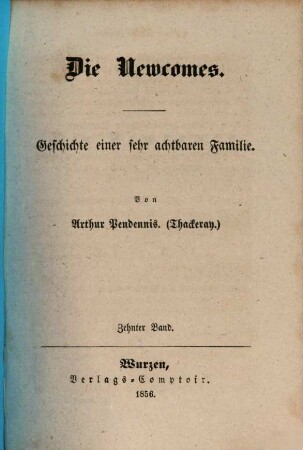 Die Newcomes.
Geschichte einer sehr achtbaren Familie.
Von
Arthur Pendennis. (Thackeray.)
Zehnter Band.
Wurzen,
Verlags-Comptoir.
1856.